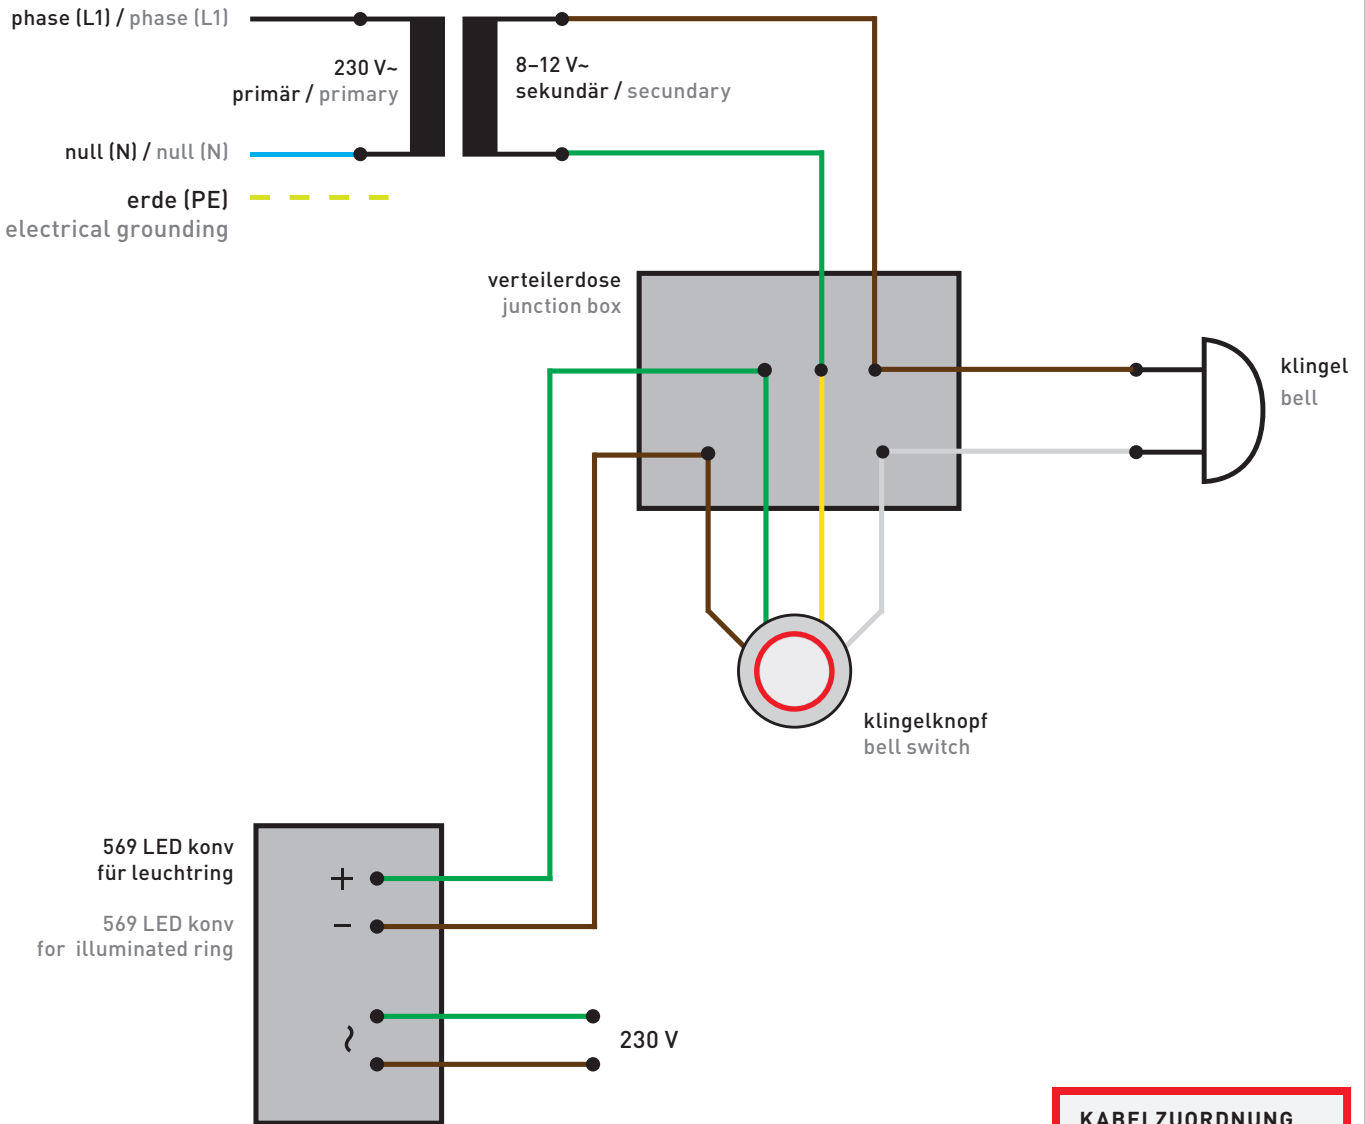 phase (L1) / phase (L1)
230 V~
primär / primary
8–12 V~
sekundär / secundary
null (N) / null (N)
erde (PE)
electrical grounding
verteilerdose
junction box
klingel
bell
klingelknopf
bell switch
569 LED konv
für leuchtring
569 LED konv
for illuminated ring
+
–
~
230 V
KABELZUORDNUNG